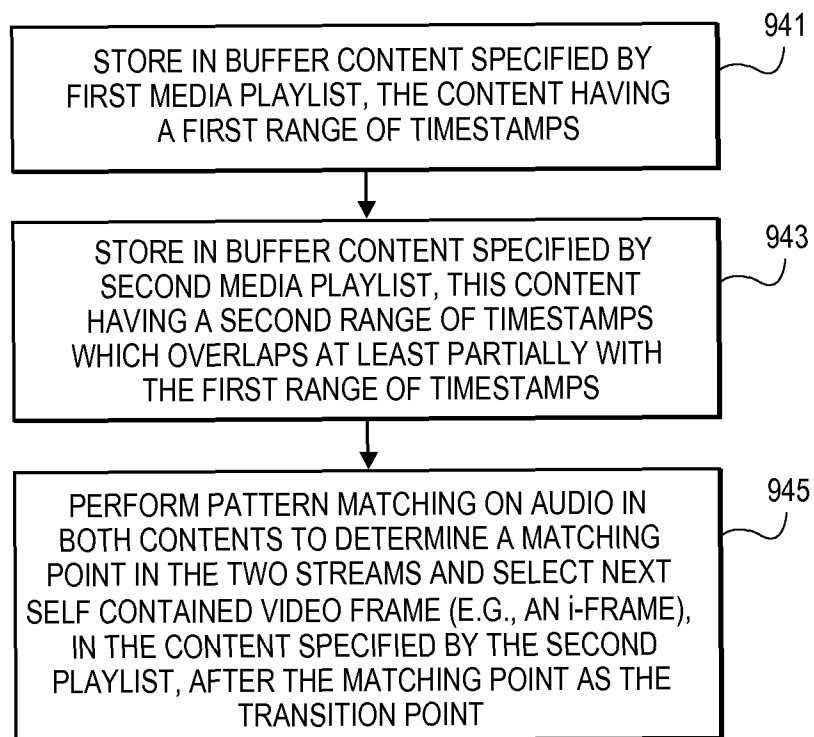 941
STORE IN BUFFER CONTENT SPECIFIED BY
FIRST MEDIA PLAYLIST, THE CONTENT HAVING
A FIRST RANGE OF TIMESTAMPS
943
STORE IN BUFFER CONTENT SPECIFIED BY
SECOND MEDIA PLAYLIST, THIS CONTENT
HAVING A SECOND RANGE OF TIMESTAMPS
WHICH OVERLAPS AT LEAST PARTIALLY WITH
THE FIRST RANGE OF TIMESTAMPS
945
PERFORM PATTERN MATCHING ON AUDIO IN
BOTH CONTENTS TO DETERMINE A MATCHING
POINT IN THE TWO STREAMS AND SELECT NEXT
SELF CONTAINED VIDEO FRAME (E.G., AN i-FRAME),
IN THE CONTENT SPECIFIED BY THE SECOND
PLAYLIST, AFTER THE MATCHING POINT AS THE
TRANSITION POINT